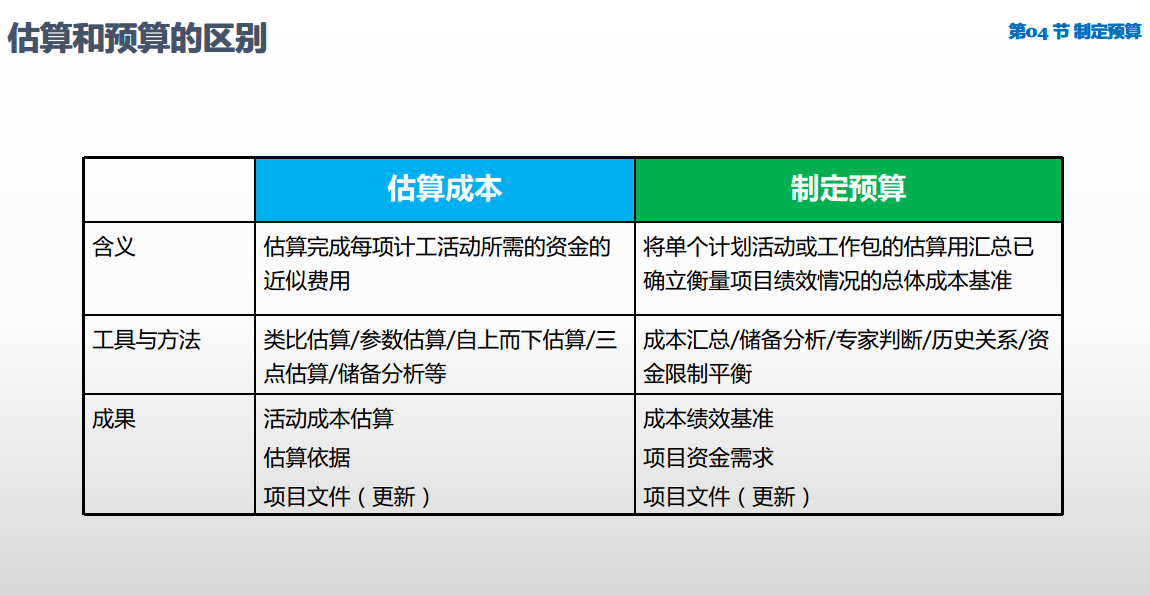 估算和预算的区别
第04 节 制定预算
估算成本
制定预算
含义
估算完成每项计工活动所需的资金的
近似费用
将单个计划活动或工作包的估算用汇总已
确立衡量项目绩效情况的总体成本基准
工具与方法
类比估算/参数估算/自上而下估算/三
点估算/储备分析等
成本汇总/储备分析/专家判断/历史关系/资
金限制平衡
成果
活动成本估算
估算依据
项目文件（更新）
成本绩效基准
项目资金需求
项目文件（更新）